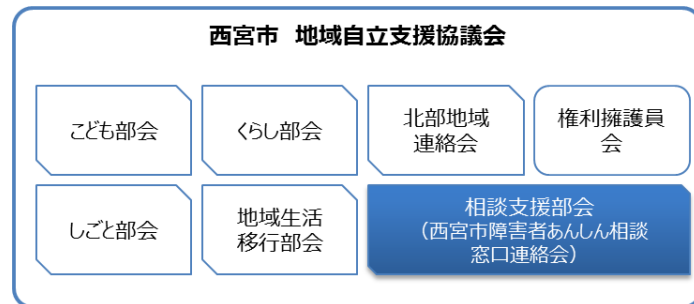 西宮市 地域自立支援協議会
こども部会
くらし部会
北部地域
連絡会
権利擁護員
会
しごと部会
地域生活
移行部会
相談支援部会
(西宮市障害者あんしん相談
窓口連絡会)